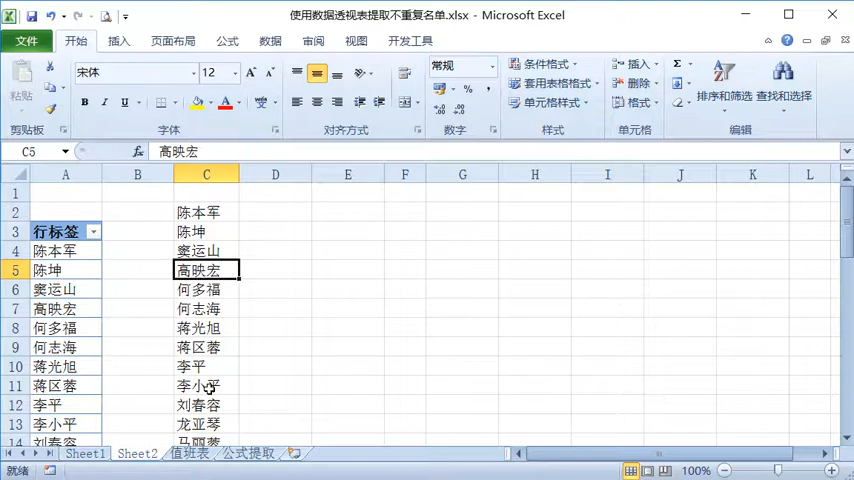 使用数据透视表提取不重复名单.xlsx - Microsoft Excel
文件 开始 插入 页面布局 公式 数据 审阅 视图 开发工具
宋体 12 常规 条件格式 插入 Σ
粘贴 B I U A 变 % , 套用表格格式 删除 排序和筛选 查找和选择
单元格样式 格式
剪贴板 字体 对齐方式 数字 样式 单元格 编辑
C5 fx 高映宏
A B C D E F G H I J K L
1
2 陈本军
3 行标签 陈坤
4 陈本军 窦运山
5 陈坤 高映宏
6 窦运山 何多福
7 高映宏 何志海
8 何多福 蒋光旭
9 何志海 蒋区蓉
10 蒋光旭 李平
11 蒋区蓉 李小平
12 李平 刘春容
13 李小平 龙亚琴
14 刘春容 马丽蓉
Sheet1 Sheet2 值班表 公式提取
就绪 100%